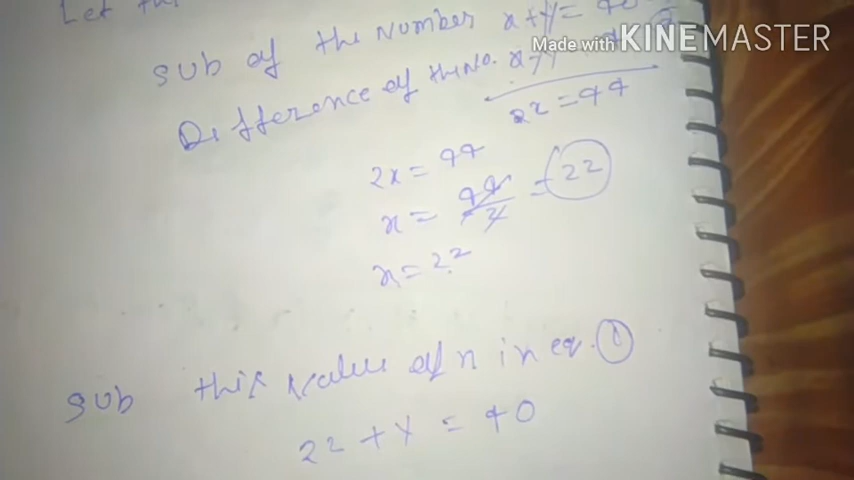 Let
sub of the Number x + y = 40
Made with KINEMASTER
Difference of the No. x - y
2x = 44
2x = 44
x = 44/2 = 22
x = 22
sub this value of x in eq. 1
22 + y = 40